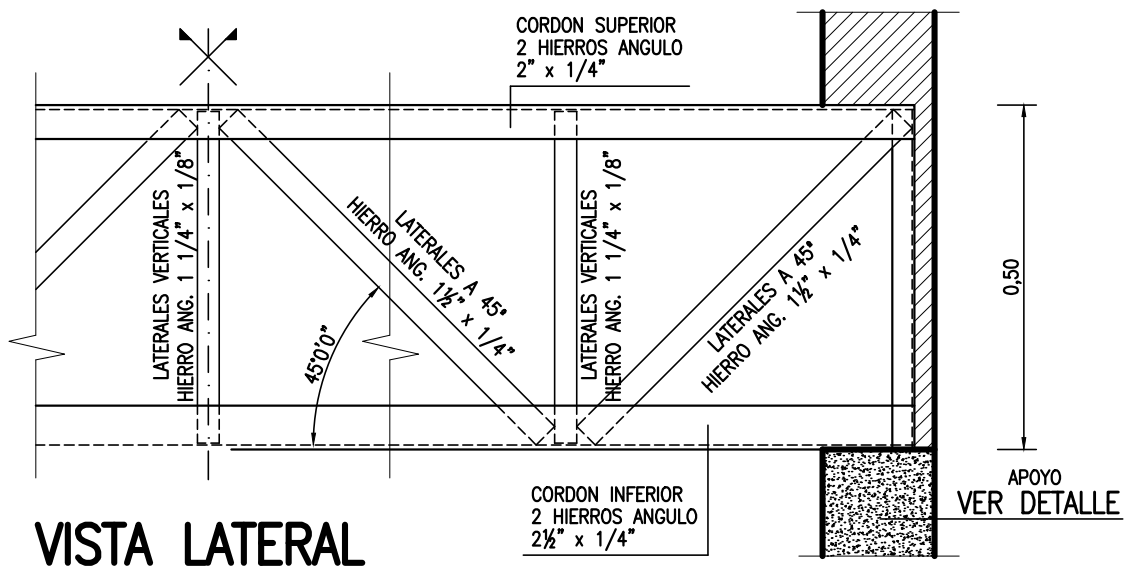 CORDON SUPERIOR
2 HIERROS ANGULO
2" x 1/4"
LATERALES VERTICALES
HIERRO ANG. 1 1/4" x 1/8"
LATERALES A 45°
HIERRO ANG. 1½" x 1/4"
LATERALES VERTICALES
HIERRO ANG. 1 1/4" x 1/8"
LATERALES A 45°
HIERRO ANG. 1½" x 1/4"
45°0'0"
0,50
CORDON INFERIOR
2 HIERROS ANGULO
2½" x 1/4"
APOYO
VER DETALLE
VISTA LATERAL